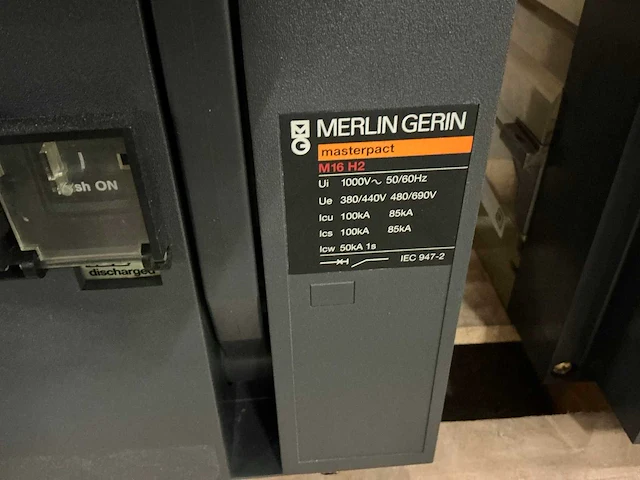 MERLIN GERIN
masterpact
M16 H2
Ui 1000V~ 50/60Hz
Ue 380/440V 480/690V
Icu 100kA 85kA
Ics 100kA 85kA
Icw 50kA 1s
IEC 947-2
I
sh ON
discharged